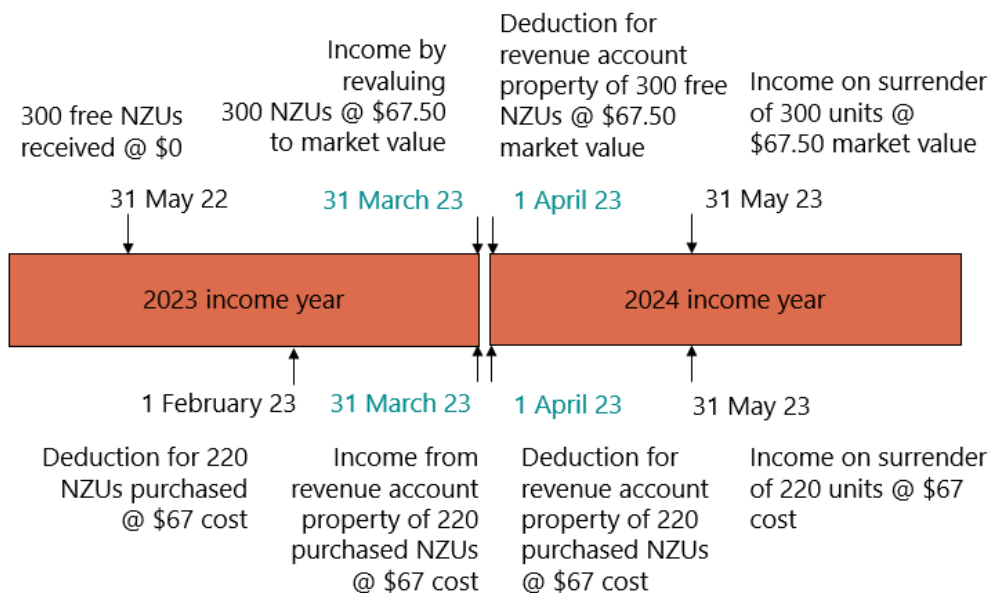 300 free NZUs
received @ $0
31 May 22
Income by
revaluing
300 NZUs @ $67.50
to market value
31 March 23
Deduction for
revenue account
property of 300 free
NZUs @ $67.50
market value
1 April 23
Income on surrender
of 300 units @
$67.50 market value
31 May 23
2023 income year
2024 income year
1 February 23
Deduction for 220
NZUs purchased
@ $67 cost
31 March 23
Income from
revenue account
property of 220
purchased NZUs
@ $67 cost
1 April 23
Deduction for
revenue account
property of 220
purchased NZUs
@ $67 cost
31 May 23
Income on surrender
of 220 units @ $67
cost